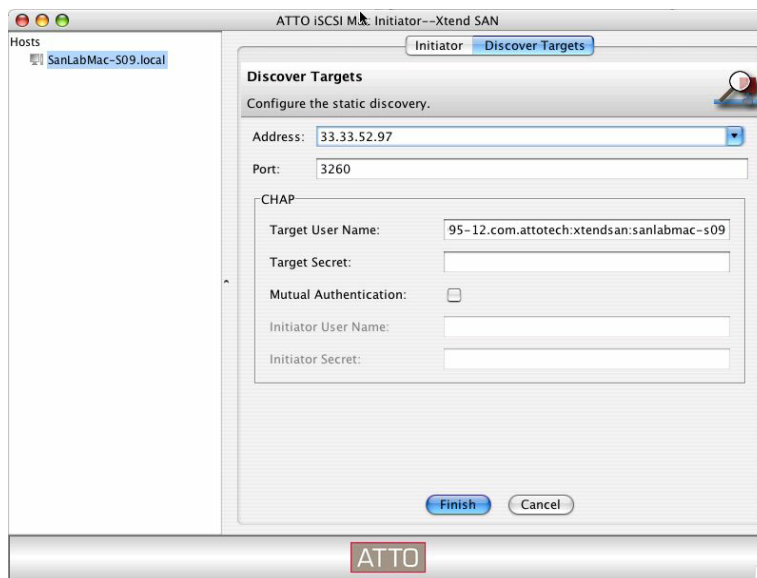 ATTO iSCSI Mac Initiator--Xtend SAN
Hosts
SanLabMac-S09.local
Initiator
Discover Targets
Discover Targets
Configure the static discovery.
Address: 33.33.52.97
Port: 3260
CHAP
Target User Name: 95-12.com.attotech:xtendsan:sanlabmac-s09
Target Secret:
Mutual Authentication:
Initiator User Name:
Initiator Secret:
Finish
Cancel
ATTO